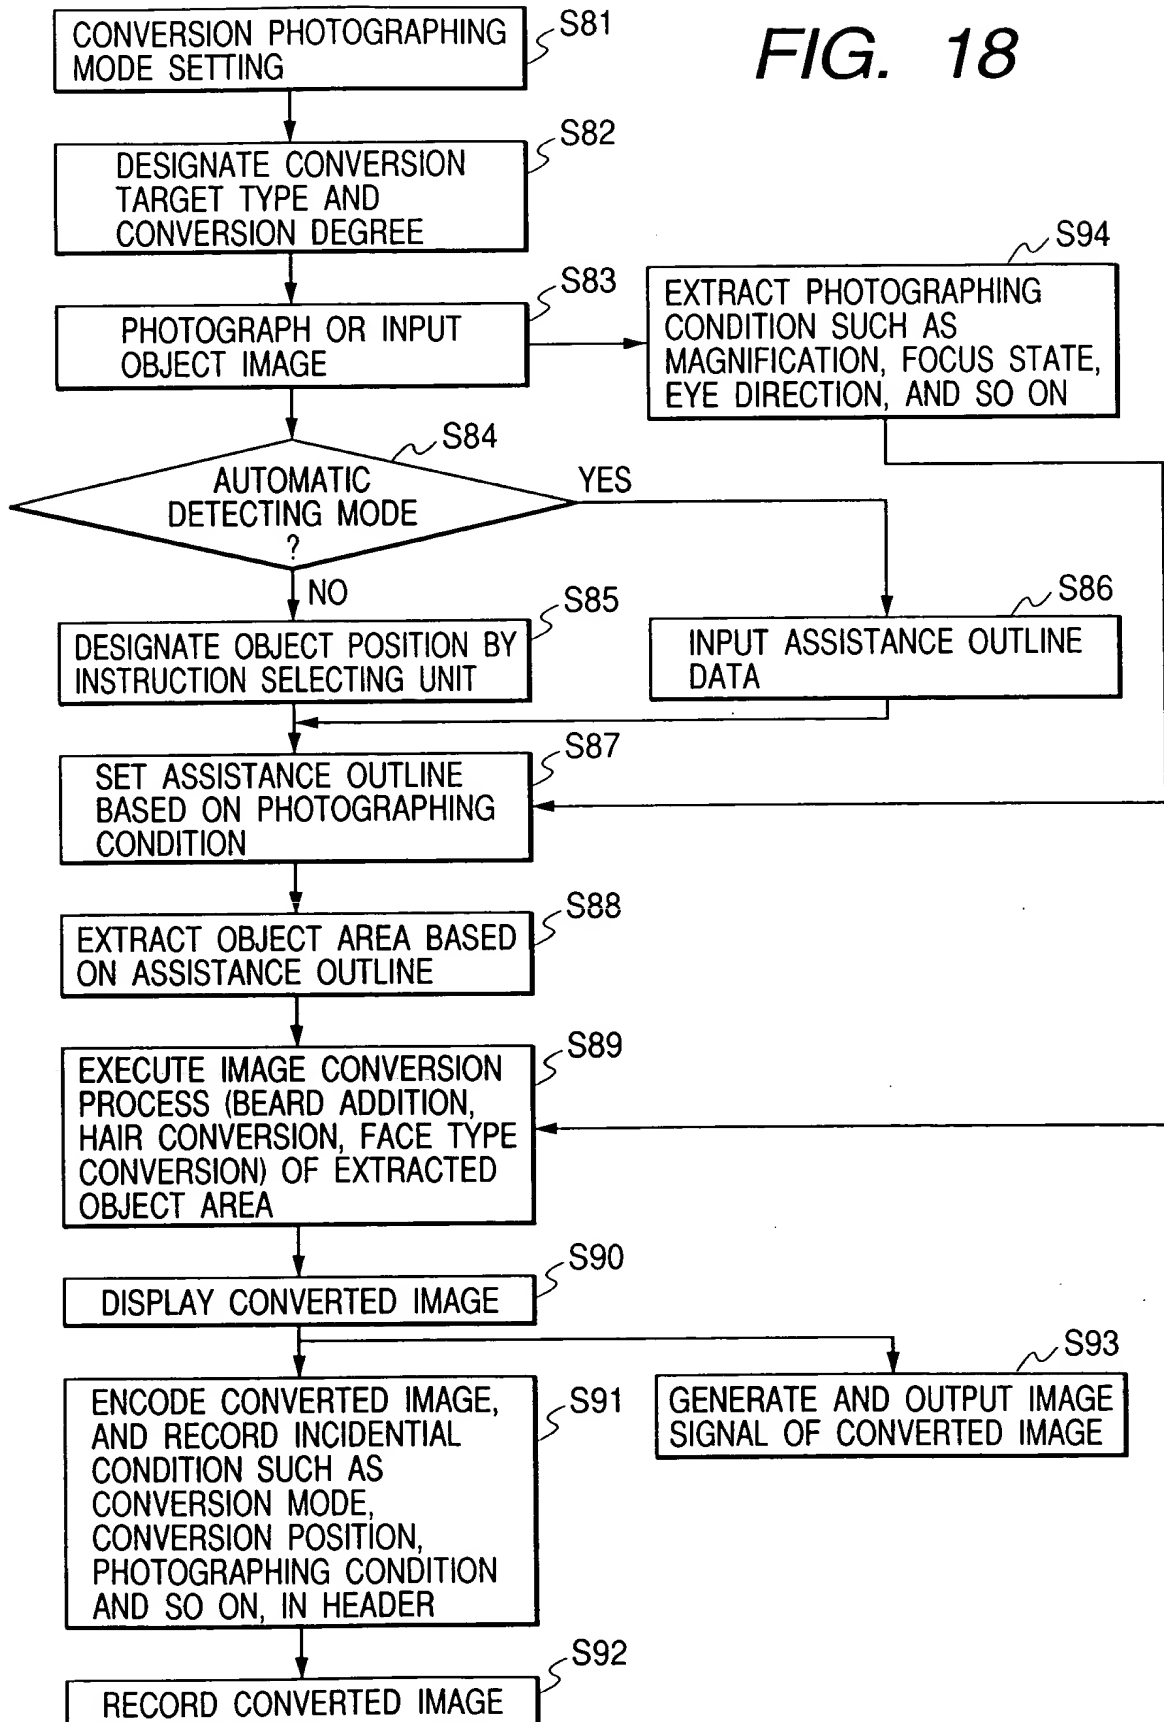 FIG. 18
CONVERSION PHOTOGRAPHING
MODE SETTING
S81
DESIGNATE CONVERSION
TARGET TYPE AND
CONVERSION DEGREE
S82
PHOTOGRAPH OR INPUT
OBJECT IMAGE
S83
EXTRACT PHOTOGRAPHING
CONDITION SUCH AS
MAGNIFICATION, FOCUS STATE,
EYE DIRECTION, AND SO ON
S94
AUTOMATIC
DETECTING MODE
?
S84
YES
NO
DESIGNATE OBJECT POSITION BY
INSTRUCTION SELECTING UNIT
S85
INPUT ASSISTANCE OUTLINE
DATA
S86
SET ASSISTANCE OUTLINE
BASED ON PHOTOGRAPHING
CONDITION
S87
EXTRACT OBJECT AREA BASED
ON ASSISTANCE OUTLINE
S88
EXECUTE IMAGE CONVERSION
PROCESS (BEARD ADDITION,
HAIR CONVERSION, FACE TYPE
CONVERSION) OF EXTRACTED
OBJECT AREA
S89
DISPLAY CONVERTED IMAGE
S90
ENCODE CONVERTED IMAGE,
AND RECORD INCIDENTIAL
CONDITION SUCH AS
CONVERSION MODE,
CONVERSION POSITION,
PHOTOGRAPHING CONDITION
AND SO ON, IN HEADER
S91
GENERATE AND OUTPUT IMAGE
SIGNAL OF CONVERTED IMAGE
S93
RECORD CONVERTED IMAGE
S92